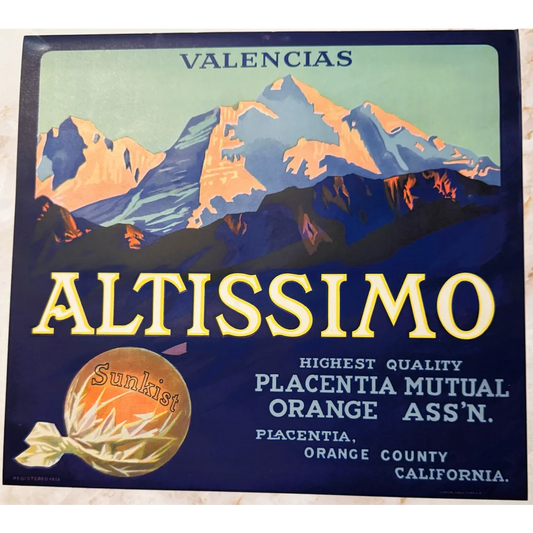 VALENCIAS
ALTISSIMO
Sunkist
HIGHEST QUALITY
PLACENTIA MUTUAL
ORANGE ASS'N.
PLACENTIA,
ORANGE COUNTY
CALIFORNIA.